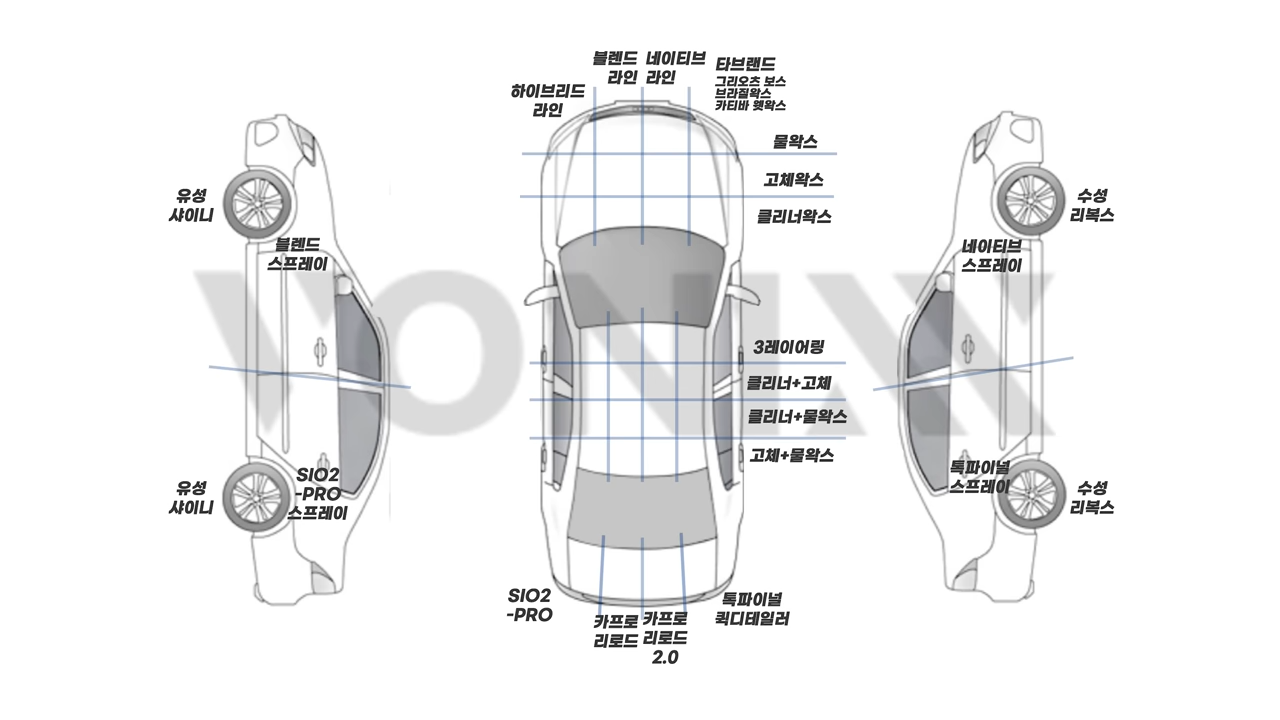 블렌드
라인
네이티브
라인
타브랜드
그리오츠 보스
브라질왁스
카티바 웻왁스
하이브리드
라인
물왁스
고체왁스
클리너왁스
유성
샤이니
블렌드
스프레이
네이티브
스프레이
수성
리복스
VONIXX
3레이어링
클리너+고체
클리너+물왁스
고체+물왁스
유성
샤이니
SIO2
-PRO
스프레이
톡파이널
스프레이
수성
리복스
SIO2
-PRO
카프로
리로드
카프로
리로드
2.0
톡파이널
퀵디테일러